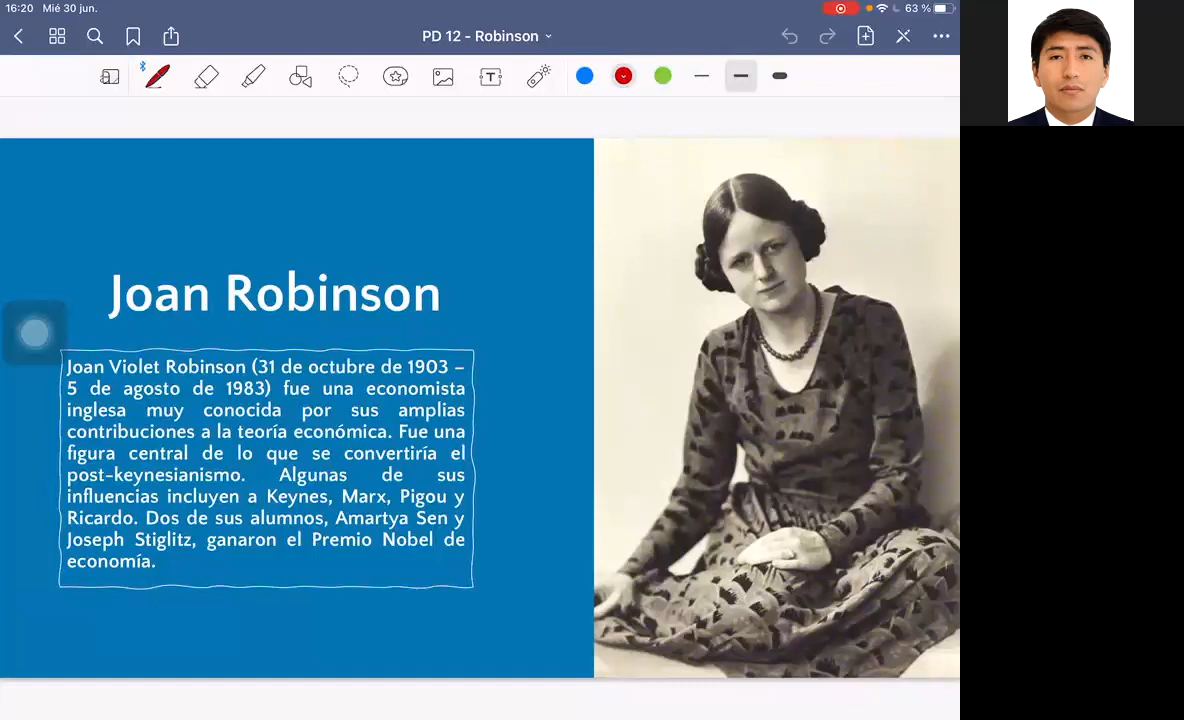 16:20 Mié 30 jun.
63 %
PD 12 - Robinson
T
Joan Robinson
Joan Violet Robinson (31 de octubre de 1903 –
5 de agosto de 1983) fue una economista
inglesa muy conocida por sus amplias
contribuciones a la teoría económica. Fue una
figura central de lo que se convertiría el
post-keynesianismo. Algunas de sus
influencias incluyen a Keynes, Marx, Pigou y
Ricardo. Dos de sus alumnos, Amartya Sen y
Joseph Stiglitz, ganaron el Premio Nobel de
economía.